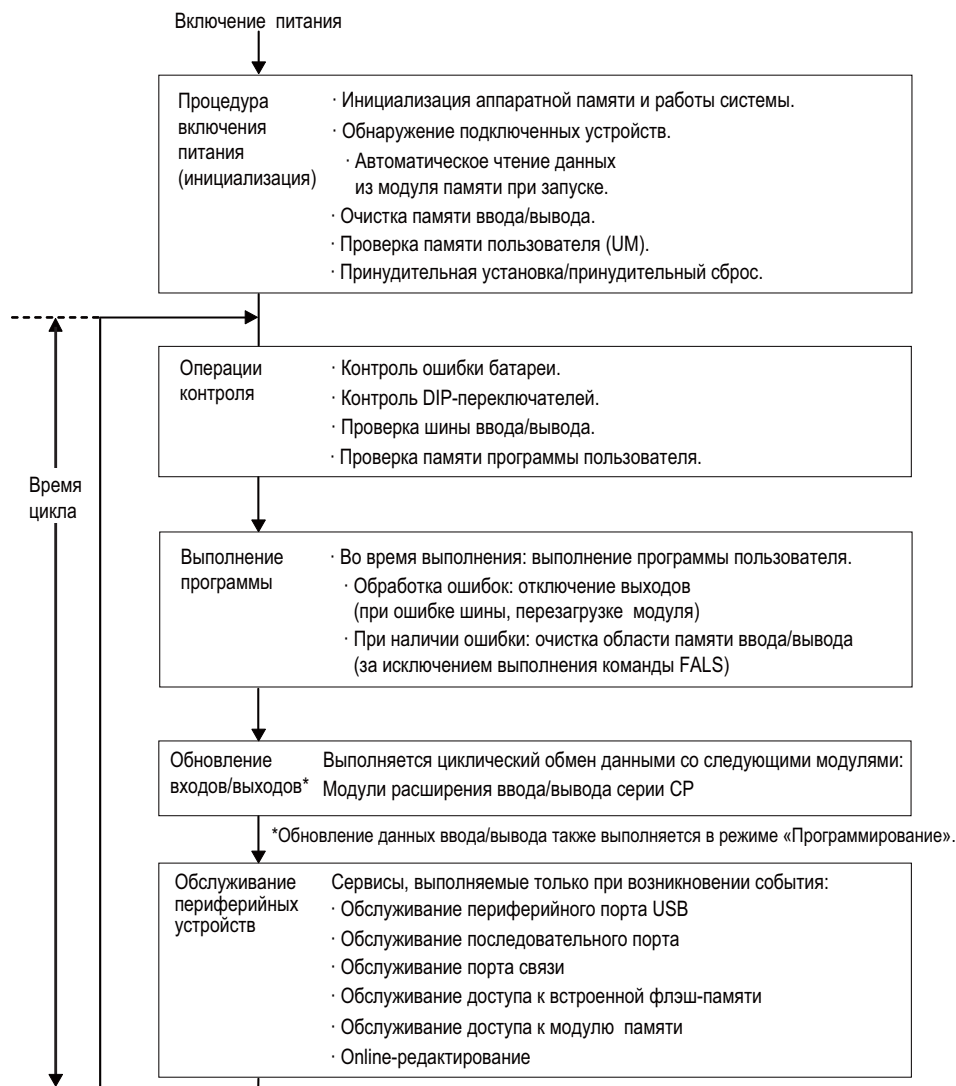 Включение питания
Процедура
включения
питания
(инициализация)
· Инициализация аппаратной памяти и работы системы.
· Обнаружение подключенных устройств.
· Автоматическое чтение данных
из модуля памяти при запуске.
· Очистка памяти ввода/вывода.
· Проверка памяти пользователя (UM).
· Принудительная установка/принудительный сброс.
Время
цикла
Операции
контроля
· Контроль ошибки батареи.
· Контроль DIP-переключателей.
· Проверка шины ввода/вывода.
· Проверка памяти программы пользователя.
Выполнение
программы
· Во время выполнения: выполнение программы пользователя.
· Обработка ошибок: отключение выходов
(при ошибке шины, перезагрузке модуля)
· При наличии ошибки: очистка области памяти ввода/вывода
(за исключением выполнения команды FALS)
Обновление
входов/выходов*
Выполняется циклический обмен данными со следующими модулями:
Модули расширения ввода/вывода серии CP
*Обновление данных ввода/вывода также выполняется в режиме «Программирование».
Обслуживание
периферийных
устройств
Сервисы, выполняемые только при возникновении события:
· Обслуживание периферийного порта USB
· Обслуживание последовательного порта
· Обслуживание порта связи
· Обслуживание доступа к встроенной флэш-памяти
· Обслуживание доступа к модулю памяти
· Online-редактирование